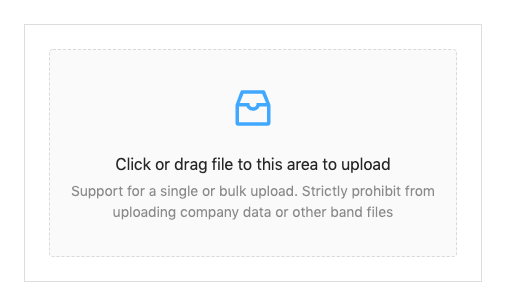 Click or drag file to this area to upload
Support for a single or bulk upload. Strictly prohibit from
uploading company data or other band files